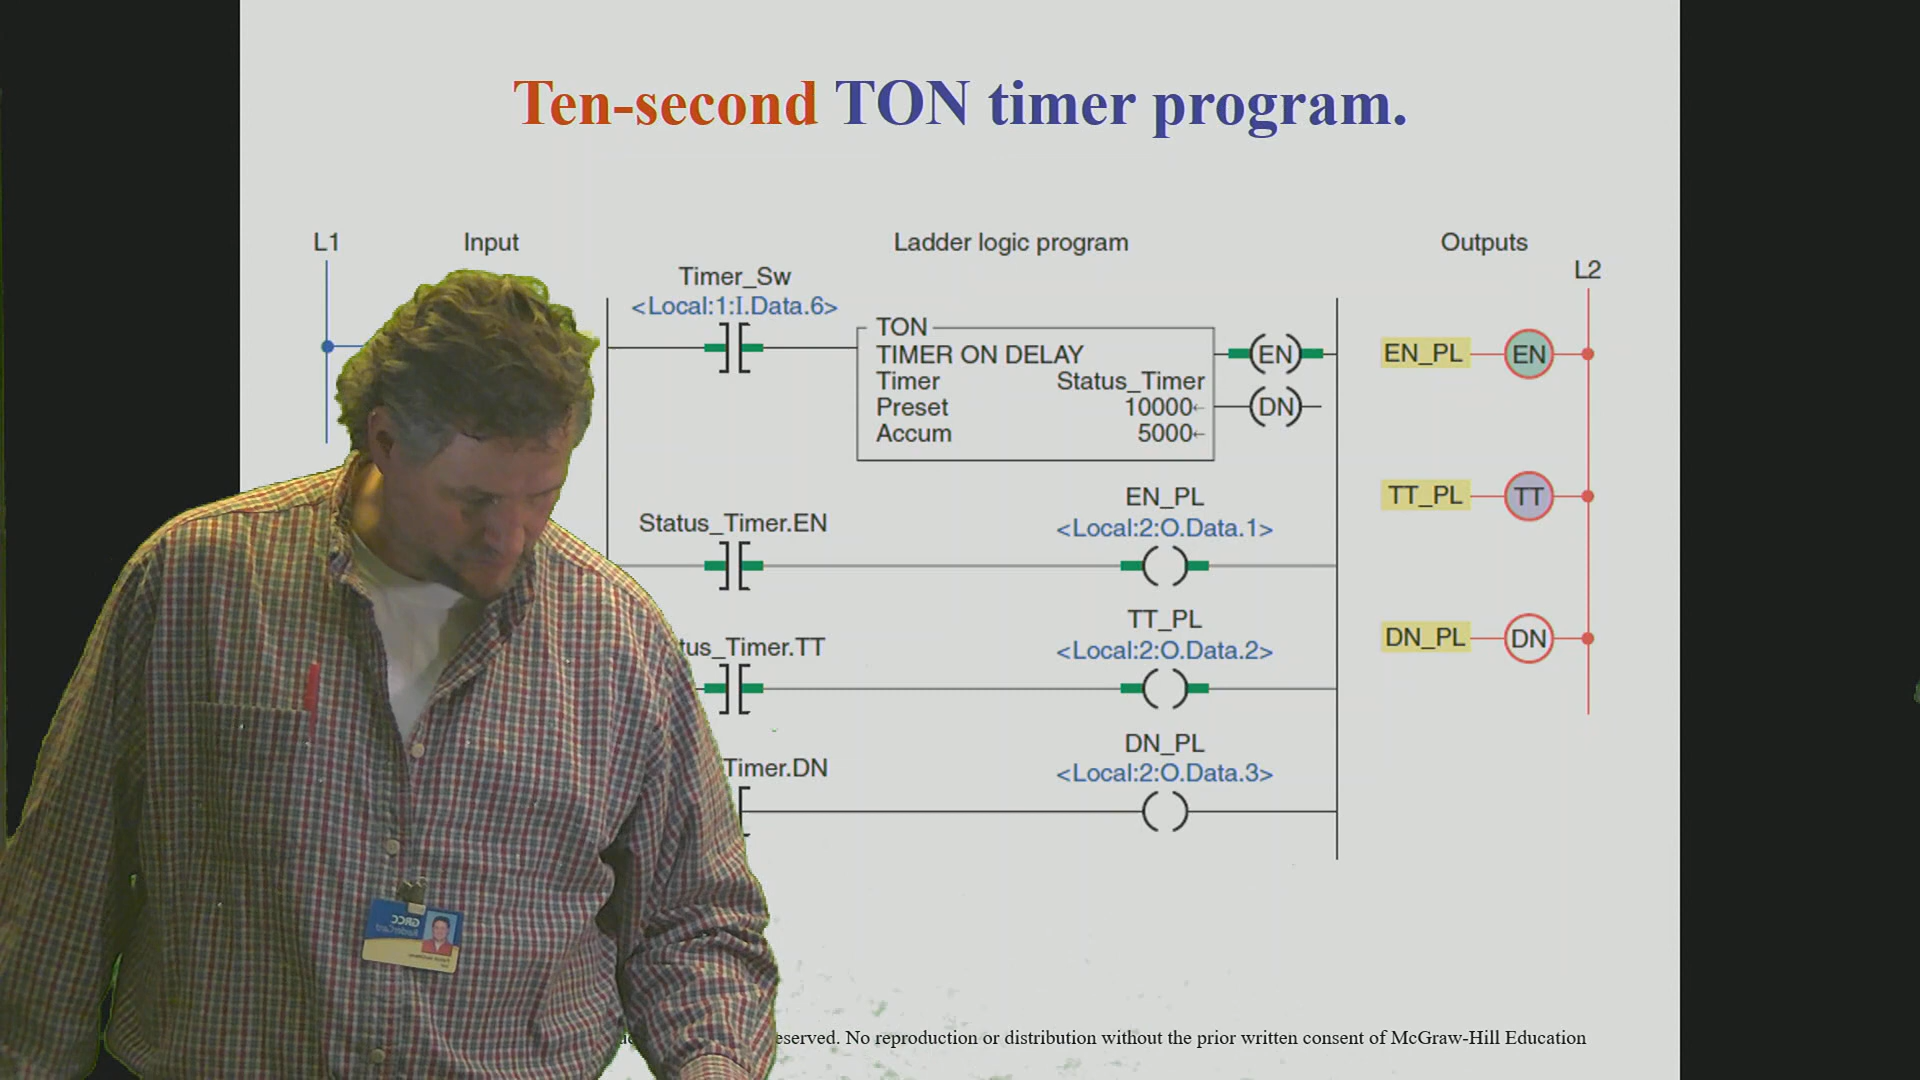 Ten-second TON timer program.
L1
Input
Ladder logic program
Outputs
L2
Timer_Sw
<Local:1:I.Data.6>
TON
TIMER ON DELAY
Timer Status_Timer
Preset 10000←
Accum 5000←
EN
DN
EN_PL EN
TT_PL TT
DN_PL DN
Status_Timer.EN
EN_PL
<Local:2:O.Data.1>
tus_Timer.TT
TT_PL
<Local:2:O.Data.2>
Timer.DN
DN_PL
<Local:2:O.Data.3>
GRCC
RaiderCard
eserved. No reproduction or distribution without the prior written consent of McGraw-Hill Education